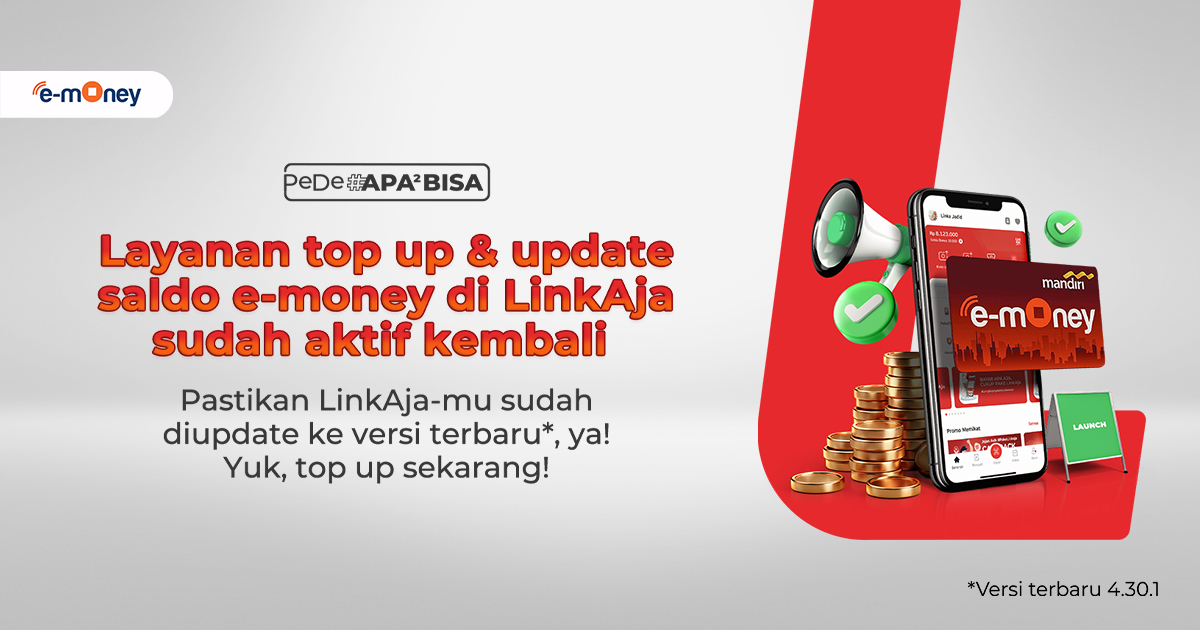 e-money
PeDe #APA²BISA
Layanan top up & update
saldo e-money di LinkAja
sudah aktif kembali
Pastikan LinkAja-mu sudah
diupdate ke versi terbaru*, ya!
Yuk, top up sekarang!
Linka Jadid
Rp 8.123.000
mandiri
e-money
Promo Memikat
LAUNCH
*Versi terbaru 4.30.1